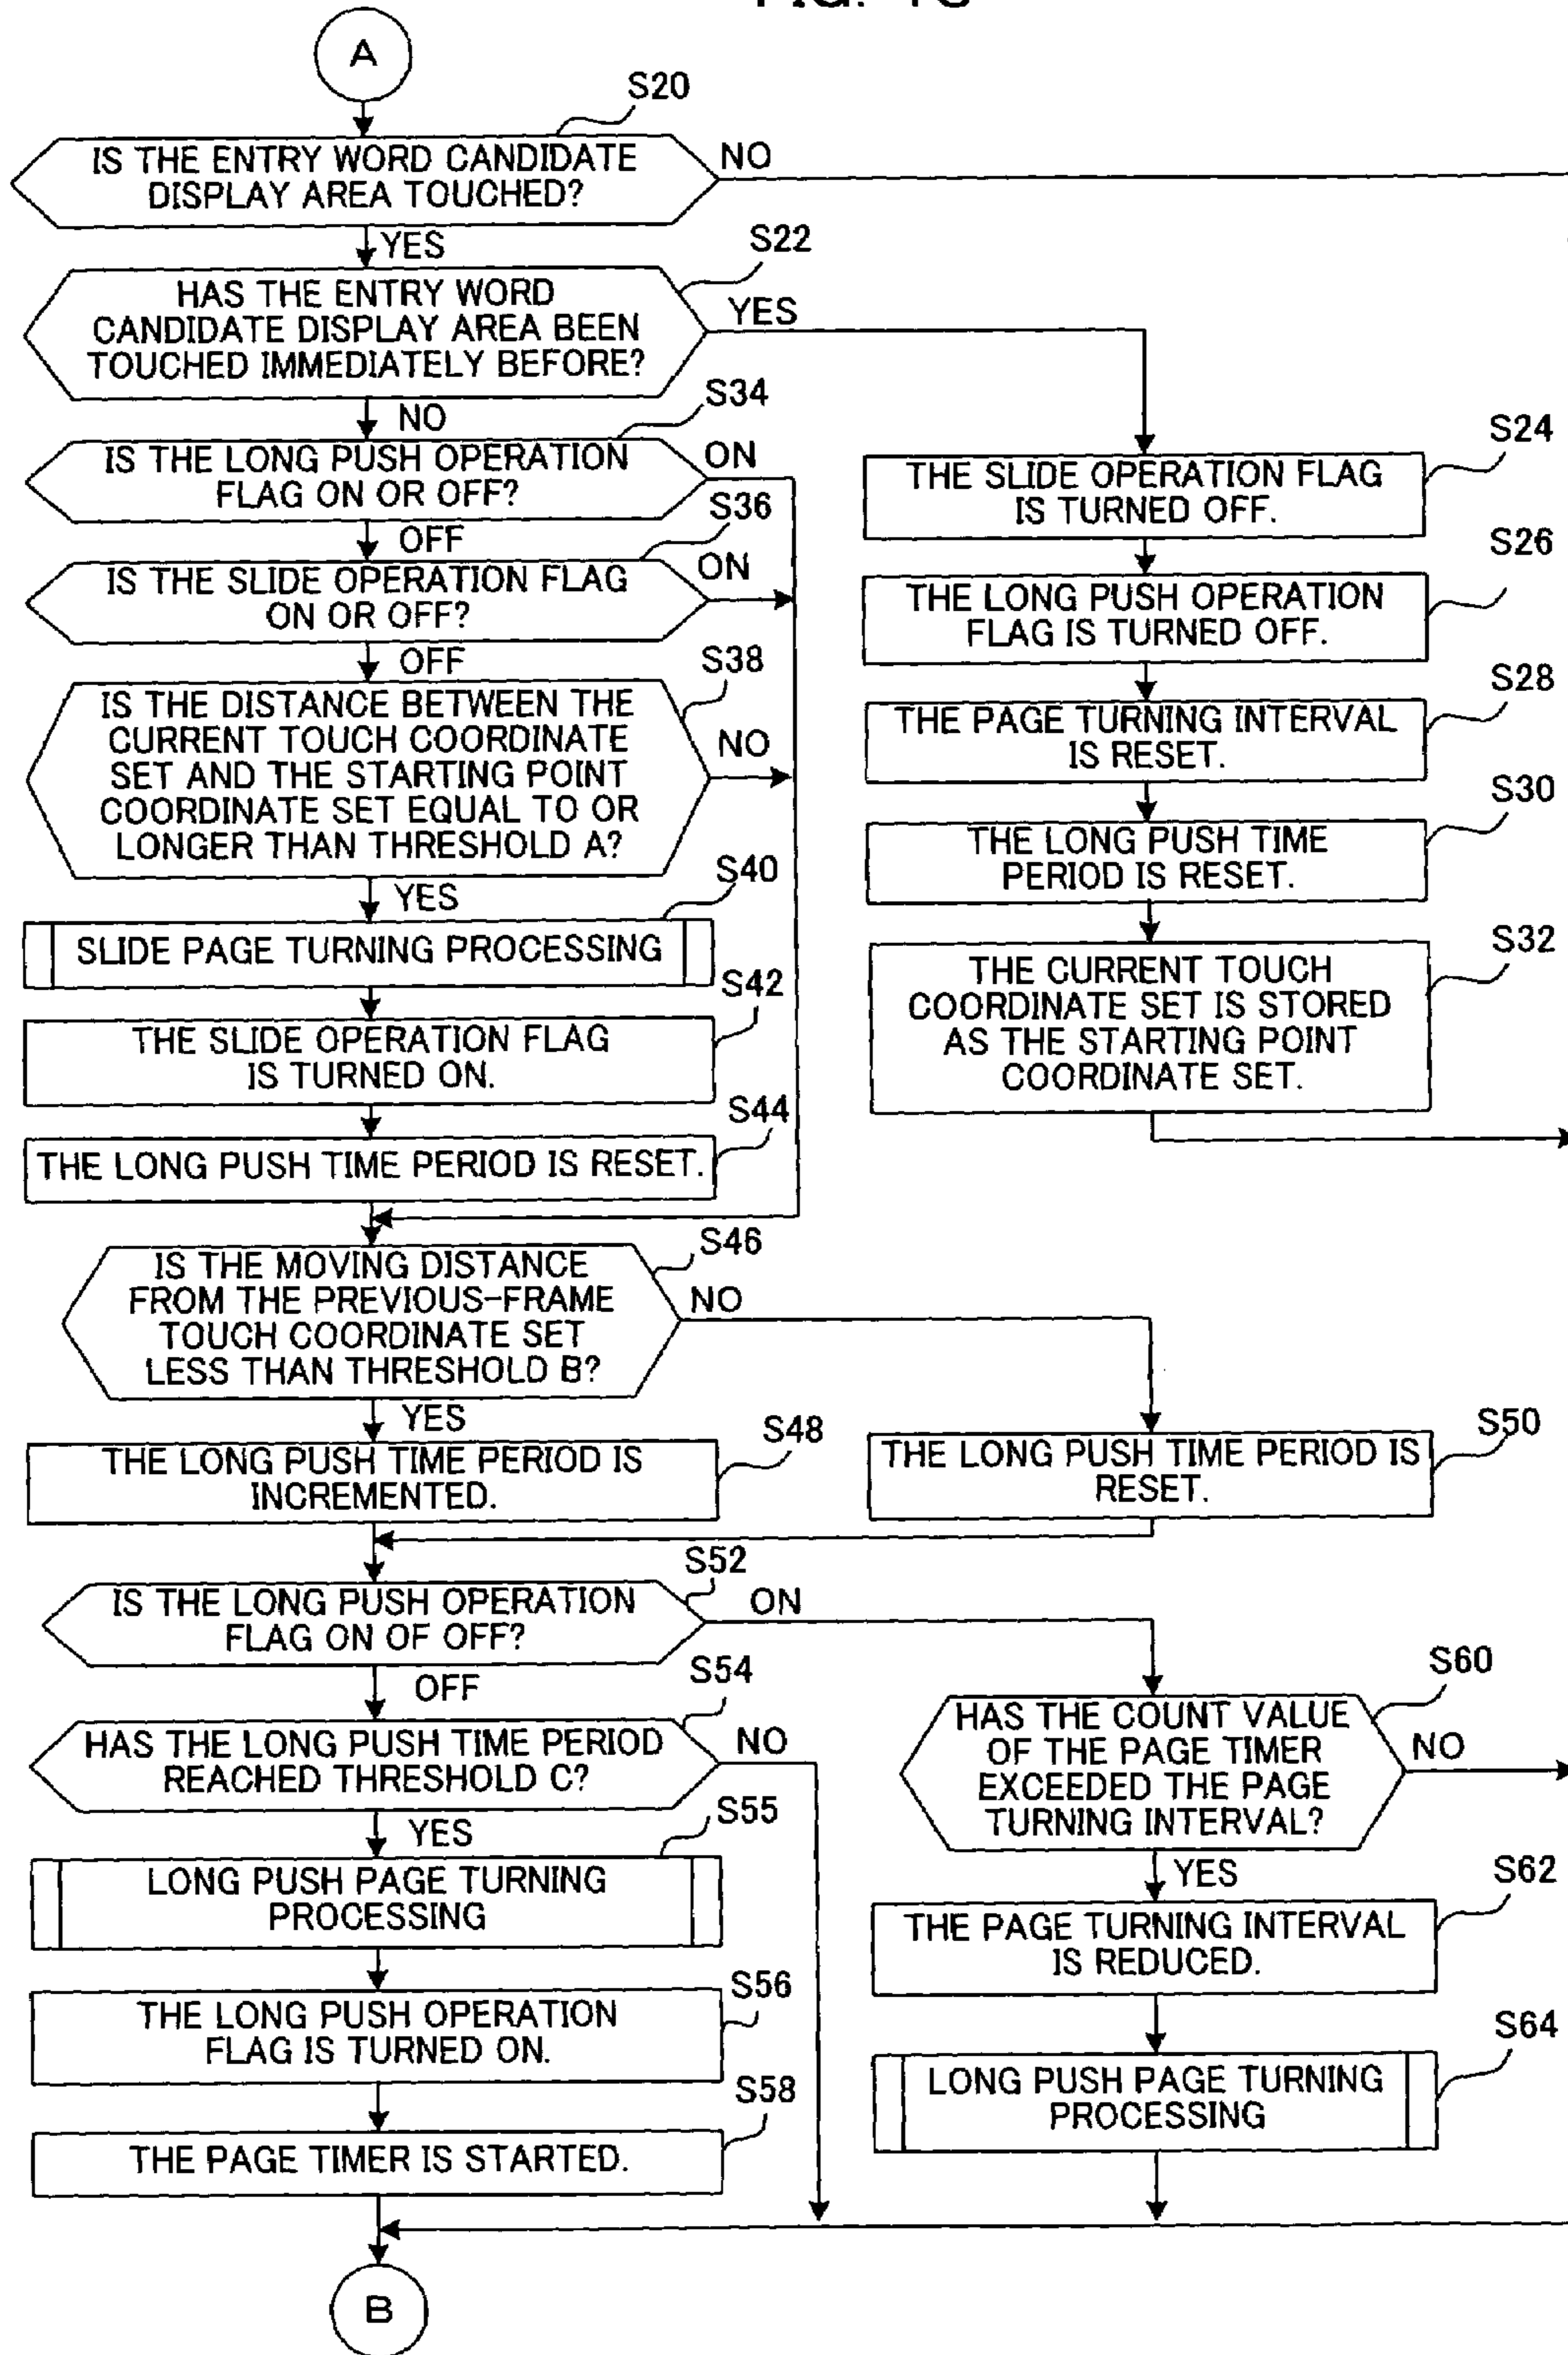 A
S20
IS THE ENTRY WORD CANDIDATE
DISPLAY AREA TOUCHED?
NO
YES
S22
HAS THE ENTRY WORD
CANDIDATE DISPLAY AREA BEEN
TOUCHED IMMEDIATELY BEFORE?
YES
NO
S34
IS THE LONG PUSH OPERATION
FLAG ON OR OFF?
ON
OFF
S36
IS THE SLIDE OPERATION FLAG
ON OR OFF?
ON
OFF
S38
IS THE DISTANCE BETWEEN THE
CURRENT TOUCH COORDINATE
SET AND THE STARTING POINT
COORDINATE SET EQUAL TO OR
LONGER THAN THRESHOLD A?
NO
YES
S40
SLIDE PAGE TURNING PROCESSING
S42
THE SLIDE OPERATION FLAG
IS TURNED ON.
S44
THE LONG PUSH TIME PERIOD IS RESET.
S24
THE SLIDE OPERATION FLAG
IS TURNED OFF.
S26
THE LONG PUSH OPERATION
FLAG IS TURNED OFF.
S28
THE PAGE TURNING INTERVAL
IS RESET.
S30
THE LONG PUSH TIME
PERIOD IS RESET.
S32
THE CURRENT TOUCH
COORDINATE SET IS STORED
AS THE STARTING POINT
COORDINATE SET.
S46
IS THE MOVING DISTANCE
FROM THE PREVIOUS-FRAME
TOUCH COORDINATE SET
LESS THAN THRESHOLD B?
NO
YES
S48
THE LONG PUSH TIME PERIOD IS
INCREMENTED.
S50
THE LONG PUSH TIME PERIOD IS
RESET.
S52
IS THE LONG PUSH OPERATION
FLAG ON OF OFF?
ON
OFF
S54
HAS THE LONG PUSH TIME PERIOD
REACHED THRESHOLD C?
NO
YES
S55
LONG PUSH PAGE TURNING
PROCESSING
S56
THE LONG PUSH OPERATION
FLAG IS TURNED ON.
S58
THE PAGE TIMER IS STARTED.
S60
HAS THE COUNT VALUE
OF THE PAGE TIMER
EXCEEDED THE PAGE
TURNING INTERVAL?
NO
YES
S62
THE PAGE TURNING INTERVAL
IS REDUCED.
S64
LONG PUSH PAGE TURNING
PROCESSING
B